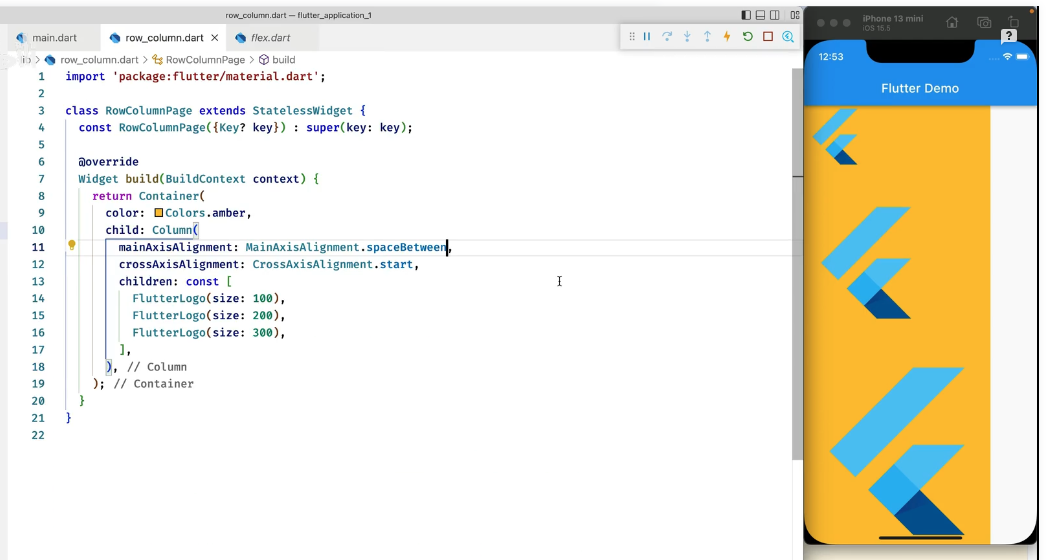 row_column.dart — flutter_application_1
main.dart
row_column.dart
flex.dart
row_column.dart > RowColumnPage > build
1 import 'package:flutter/material.dart';
2
3 class RowColumnPage extends StatelessWidget {
4 const RowColumnPage({Key? key}) : super(key: key);
5
6 @override
7 Widget build(BuildContext context) {
8 return Container(
9 color: Colors.amber,
10 child: Column(
11 mainAxisAlignment: MainAxisAlignment.spaceBetween,
12 crossAxisAlignment: CrossAxisAlignment.start,
13 children: const [
14 FlutterLogo(size: 100),
15 FlutterLogo(size: 200),
16 FlutterLogo(size: 300),
17 ],
18 ), // Column
19 ); // Container
20 }
21 }
22
iPhone 13 mini
iOS 16.5
?
12:53
Flutter Demo